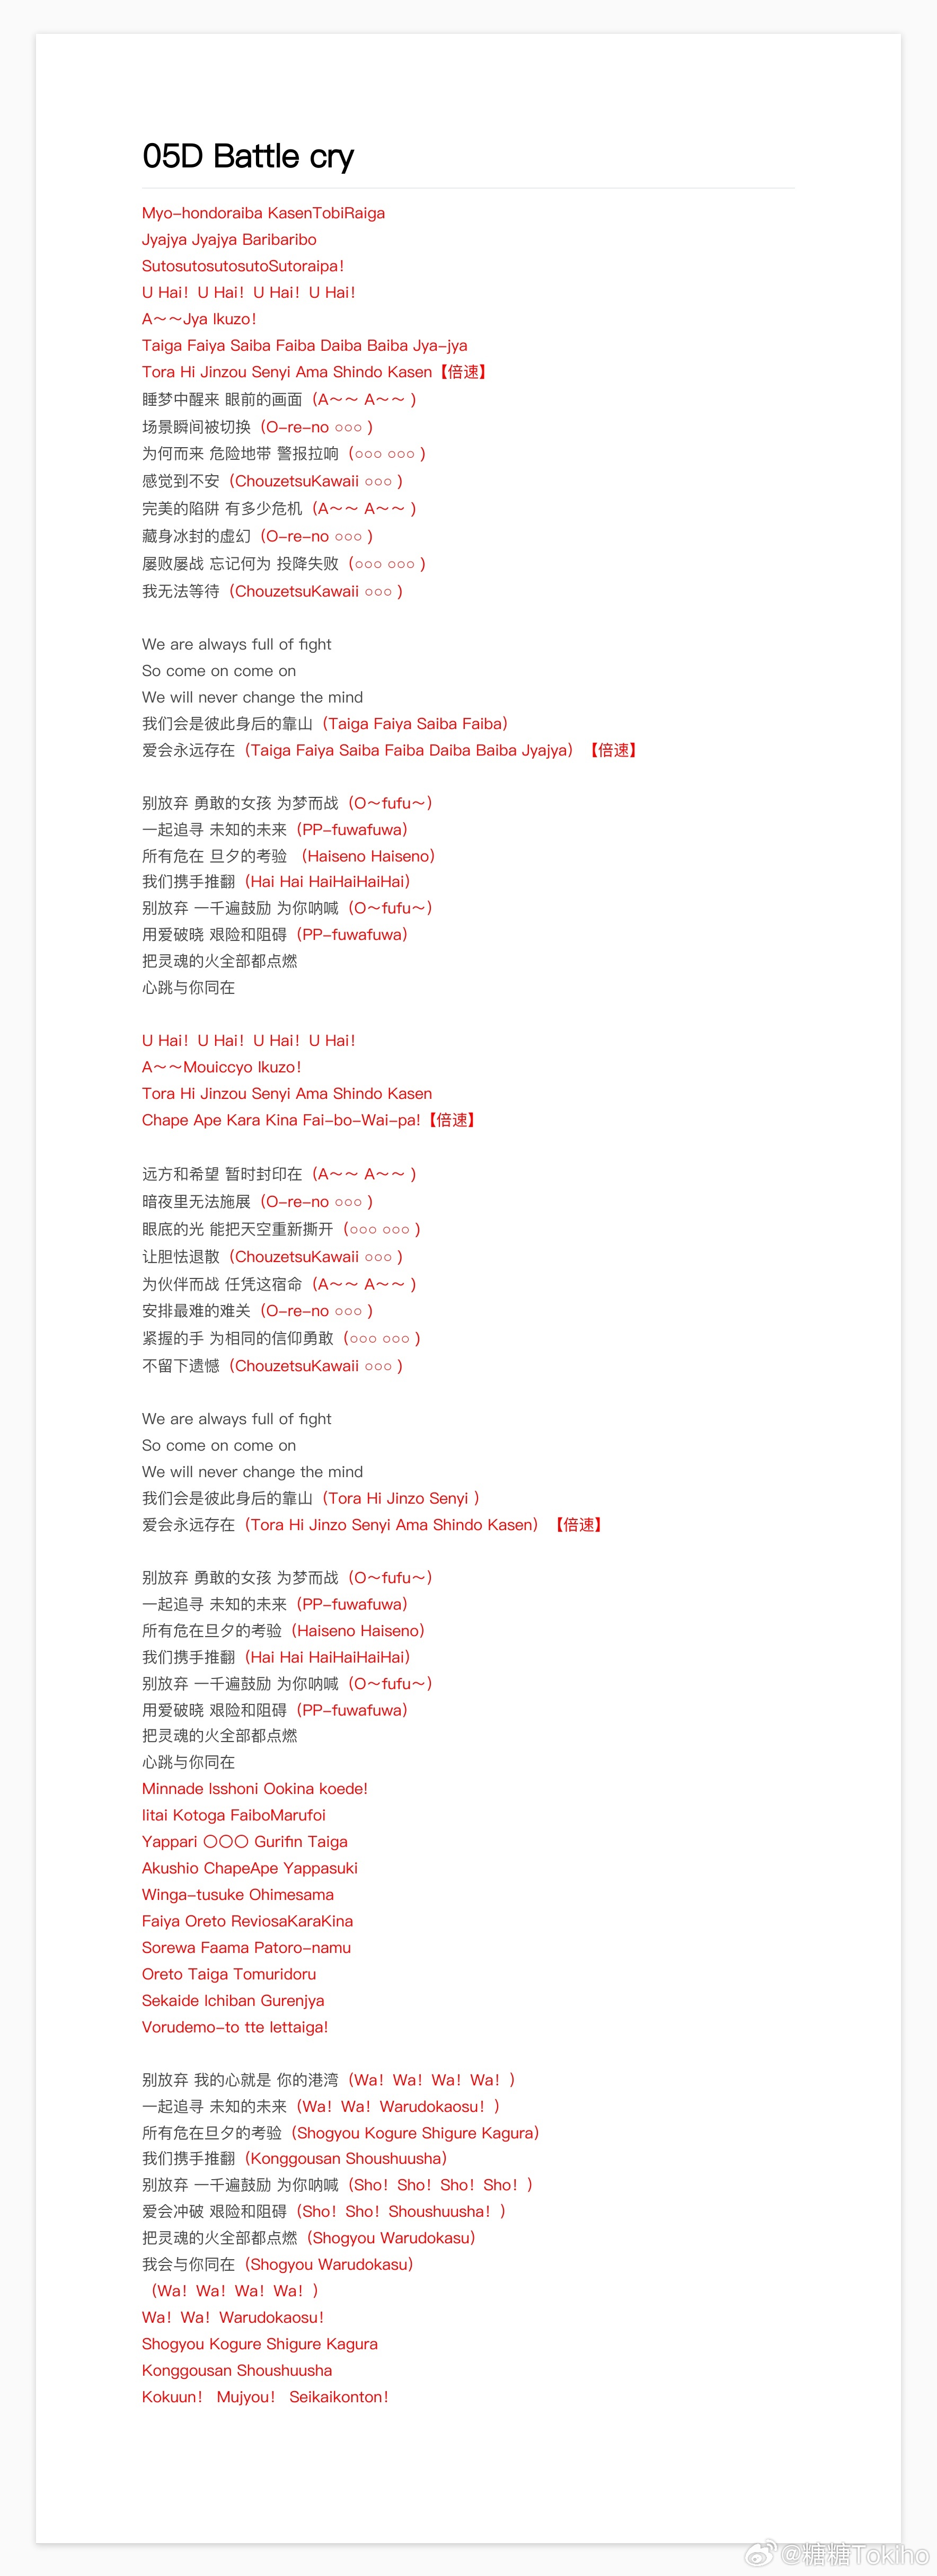 05D Battle cry
Myo-hondoraiba KasenTobiRaiga
Jyajya Jyajya Baribaribo
SutosutosutosutoSutoraipa！
U Hai！U Hai！U Hai！U Hai！
A～～Jya Ikuzo！
Taiga Faiya Saiba Faiba Daiba Baiba Jya-jya
Tora Hi Jinzou Senyi Ama Shindo Kasen【倍速】
睡梦中醒来 眼前的画面（A～～ A～～ ）
场景瞬间被切换（O-re-no ○○○ ）
为何而来 危险地带 警报拉响（○○○ ○○○ ）
感觉到不安（ChouzetsuKawaii ○○○ ）
完美的陷阱 有多少危机（A～～ A～～ ）
藏身冰封的虚幻（O-re-no ○○○ ）
屡败屡战 忘记何为 投降失败（○○○ ○○○ ）
我无法等待（ChouzetsuKawaii ○○○ ）
We are always full of fight
So come on come on
We will never change the mind
我们会是彼此身后的靠山（Taiga Faiya Saiba Faiba）
爱会永远存在（Taiga Faiya Saiba Faiba Daiba Baiba Jyajya）【倍速】
别放弃 勇敢的女孩 为梦而战（O～fufu～）
一起追寻 未知的未来（PP-fuwafuwa）
所有危在 旦夕的考验 （Haiseno Haiseno）
我们携手推翻（Hai Hai HaiHaiHaiHai）
别放弃 一千遍鼓励 为你呐喊（O～fufu～）
用爱破晓 艰险和阻碍（PP-fuwafuwa）
把灵魂的火全部都点燃
心跳与你同在
U Hai！U Hai！U Hai！U Hai！
A～～Mouiccyo Ikuzo！
Tora Hi Jinzou Senyi Ama Shindo Kasen
Chape Ape Kara Kina Fai-bo-Wai-pa!【倍速】
远方和希望 暂时封印在（A～～ A～～ ）
暗夜里无法施展（O-re-no ○○○ ）
眼底的光 能把天空重新撕开（○○○ ○○○ ）
让胆怯退散（ChouzetsuKawaii ○○○ ）
为伙伴而战 任凭这宿命（A～～ A～～ ）
安排最难的难关（O-re-no ○○○ ）
紧握的手 为相同的信仰勇敢（○○○ ○○○ ）
不留下遗憾（ChouzetsuKawaii ○○○ ）
We are always full of fight
So come on come on
We will never change the mind
我们会是彼此身后的靠山（Tora Hi Jinzo Senyi ）
爱会永远存在（Tora Hi Jinzo Senyi Ama Shindo Kasen）【倍速】
别放弃 勇敢的女孩 为梦而战（O～fufu～）
一起追寻 未知的未来（PP-fuwafuwa）
所有危在旦夕的考验（Haiseno Haiseno）
我们携手推翻（Hai Hai HaiHaiHaiHai）
别放弃 一千遍鼓励 为你呐喊（O～fufu～）
用爱破晓 艰险和阻碍（PP-fuwafuwa）
把灵魂的火全部都点燃
心跳与你同在
Minnade Isshoni Ookina koede!
Iitai Kotoga FaiboMarufoi
Yappari 〇〇〇 Gurifin Taiga
Akushio ChapeApe Yappasuki
Winga-tusuke Ohimesama
Faiya Oreto ReviosaKaraKina
Sorewa Faama Patoro-namu
Oreto Taiga Tomuridoru
Sekaide Ichiban Gurenjya
Vorudemo-to tte Iettaiga!
别放弃 我的心就是 你的港湾（Wa！Wa！Wa！Wa！）
一起追寻 未知的未来（Wa！Wa！Warudokaosu！）
所有危在旦夕的考验（Shogyou Kogure Shigure Kagura）
我们携手推翻（Konggousan Shoushuusha）
别放弃 一千遍鼓励 为你呐喊（Sho！Sho！Sho！Sho！）
爱会冲破 艰险和阻碍（Sho！Sho！Shoushuusha！）
把灵魂的火全部都点燃（Shogyou Warudokasu）
我会与你同在（Shogyou Warudokasu）
（Wa！Wa！Wa！Wa！）
Wa！Wa！Warudokaosu！
Shogyou Kogure Shigure Kagura
Konggousan Shoushuusha
Kokuun！ Mujyou！ Seikaikonton！
@糖糖Tokiho